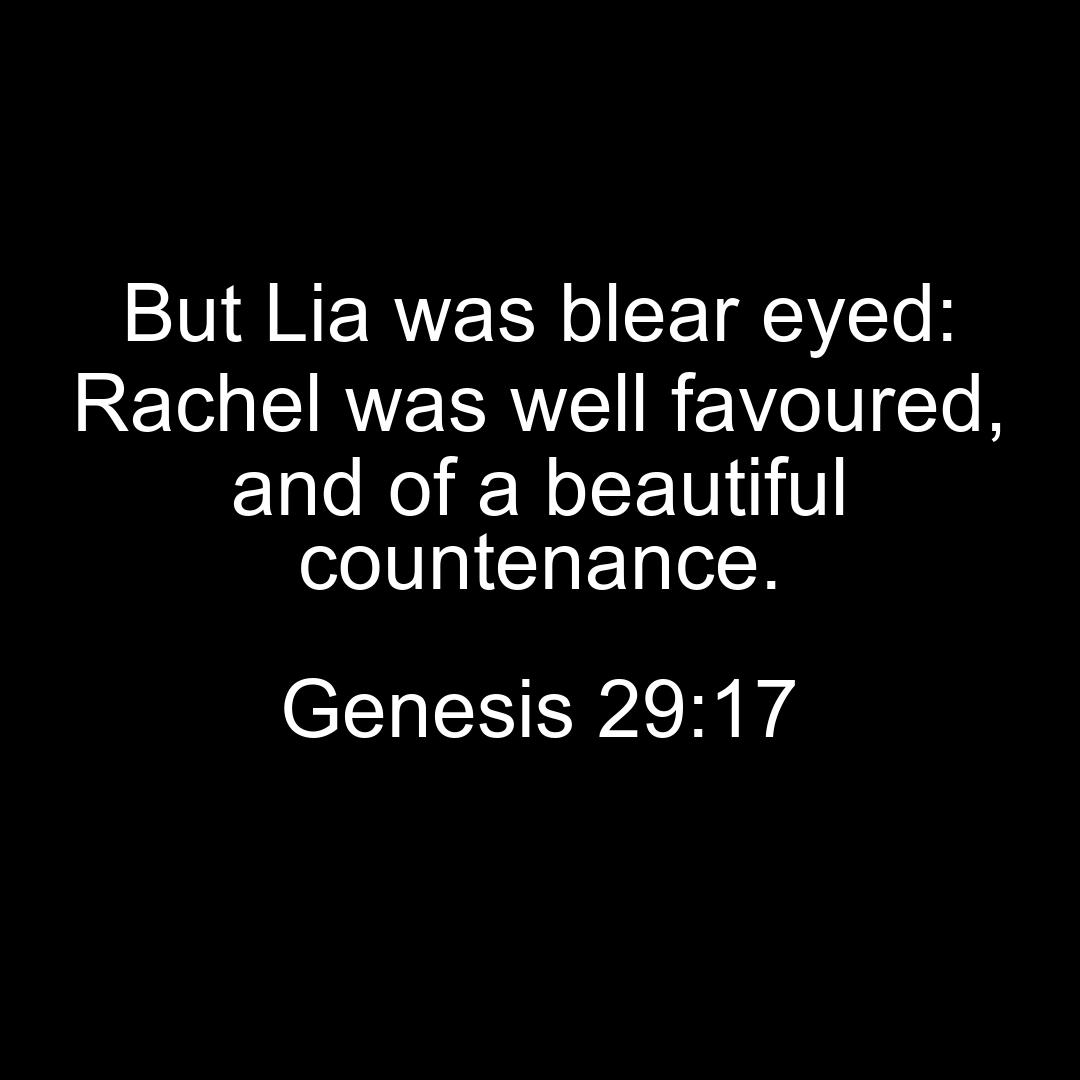 But Lia was blear eyed:
Rachel was well favoured,
and of a beautiful
countenance.
Genesis 29:17